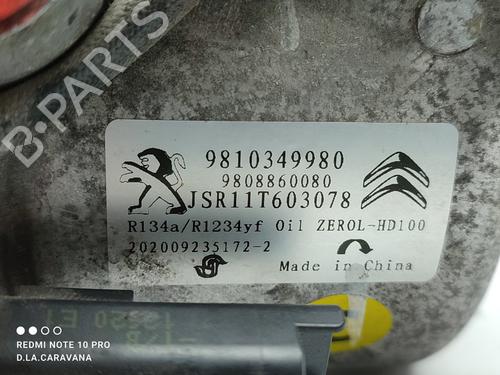 B-PARTS
9810349980
9808860080
JSR11T603078
R134a/R1234yf Oil ZEROL-HD100
202009235172-2
Made in China
REDMI NOTE 10 PRO
D.LA.CARAVANA